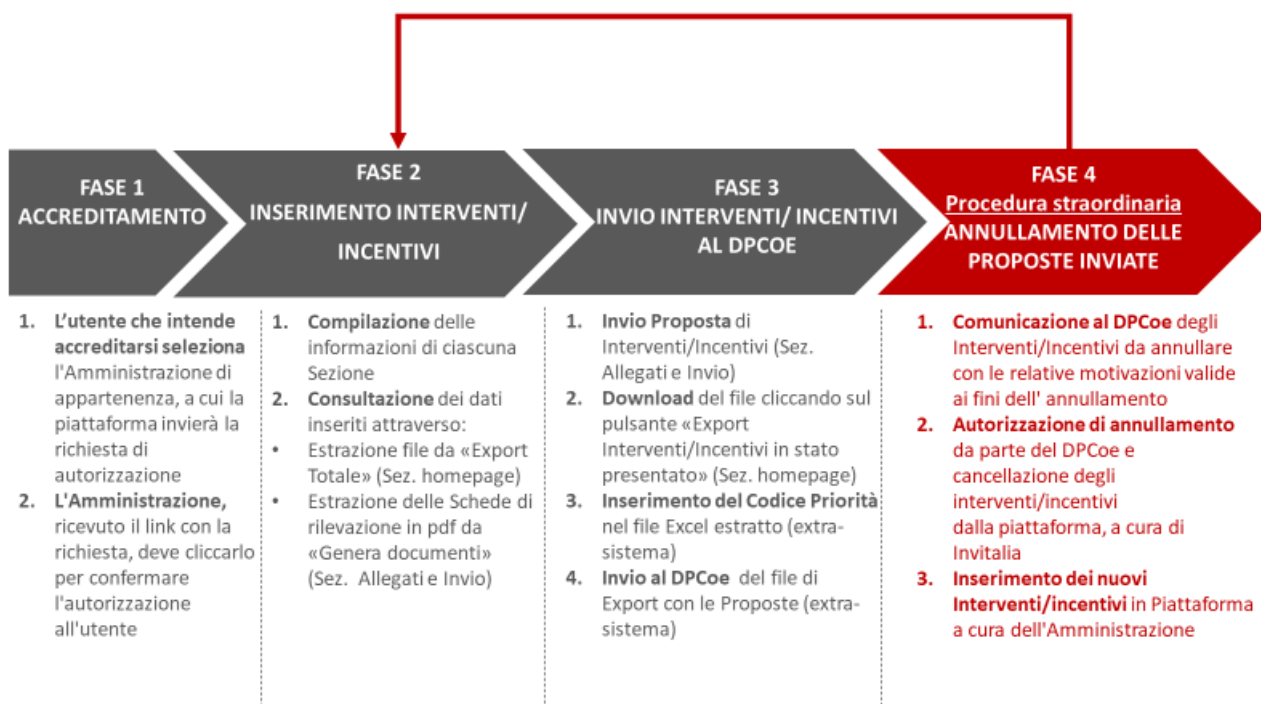 FASE 1
ACCREDITAMENTO
FASE 2
INSERIMENTO INTERVENTI/
INCENTIVI
FASE 3
INVIO INTERVENTI/ INCENTIVI
AL DPCOE
FASE 4
Procedura straordinaria
ANNULLAMENTO DELLE
PROPOSTE INVIATE
1. L'utente che intende
accreditarsi seleziona
l'Amministrazione di
appartenenza, a cui la
piattaforma invierà la
richiesta di
autorizzazione
2. L'Amministrazione,
ricevuto il link con la
richiesta, deve cliccarlo
per confermare
l'autorizzazione
all'utente
1. Compilazione delle
informazioni di ciascuna
Sezione
2. Consultazione dei dati
inseriti attraverso:
• Estrazione file da «Export
Totale» (Sez. homepage)
• Estrazione delle Schede di
rilevazione in pdf da
«Genera documenti»
(Sez. Allegati e Invio)
1. Invio Proposta di
Interventi/Incentivi (Sez.
Allegati e Invio)
2. Download del file cliccando sul
pulsante «Export
Interventi/Incentivi in stato
presentato» (Sez. homepage)
3. Inserimento del Codice Priorità
nel file Excel estratto (extra-
sistema)
4. Invio al DPCoe del file di
Export con le Proposte (extra-
sistema)
1. Comunicazione al DPCoe degli
Interventi/Incentivi da annullare
con le relative motivazioni valide
ai fini dell' annullamento
2. Autorizzazione di annullamento
da parte del DPCoe e
cancellazione degli
interventi/incentivi
dalla piattaforma, a cura di
Invitalia
3. Inserimento dei nuovi
Interventi/incentivi in Piattaforma
a cura dell'Amministrazione